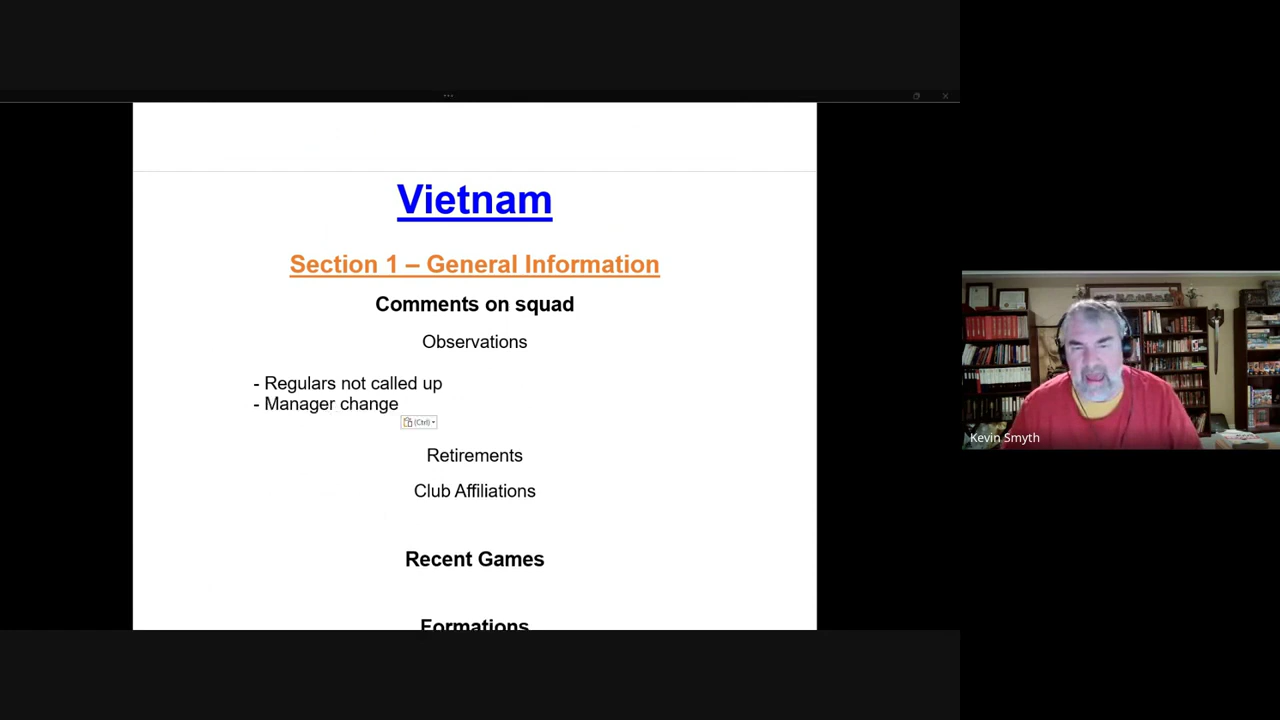 Vietnam
Section 1 – General Information
Comments on squad
Observations
- Regulars not called up
- Manager change
(Ctrl)
Retirements
Club Affiliations
Recent Games
Formations
Kevin Smyth